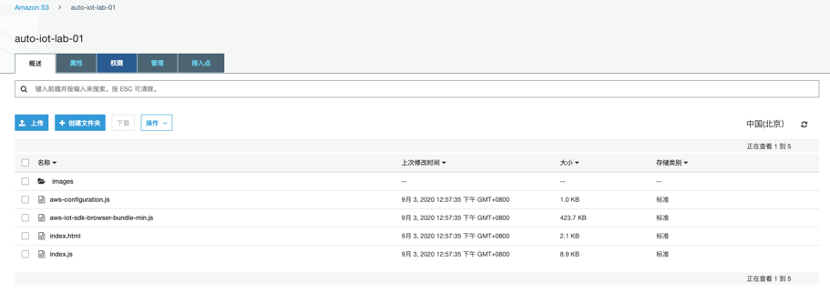 Amazon S3 > auto-iot-lab-01
auto-iot-lab-01
概述 属性 权限 管理 接入点
键入前缀并按输入来搜索。按 ESC 可清除。
上传 + 创建文件夹 下载 操作
中国(北京)
正在查看 1 到 5
名称 上次修改时间 大小 存储类别
images -- -- --
aws-configuration.js 9月 3, 2020 12:57:35 下午 GMT+0800 1.0 KB 标准
aws-iot-sdk-browser-bundle-min.js 9月 3, 2020 12:57:35 下午 GMT+0800 423.7 KB 标准
index.html 9月 3, 2020 12:57:35 下午 GMT+0800 2.1 KB 标准
index.js 9月 3, 2020 12:57:35 下午 GMT+0800 8.9 KB 标准
正在查看 1 到 5